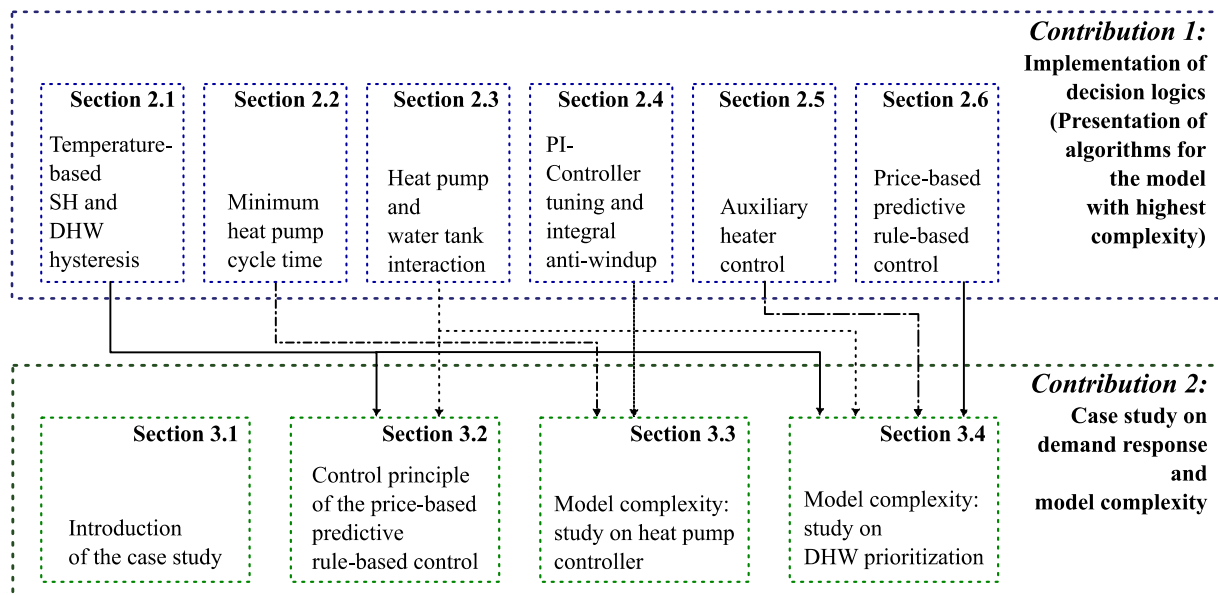 Contribution 1:
Implementation of
decision logics
(Presentation of
algorithms for
the model
with highest
complexity)
Section 2.1
Temperature-
based
SH and
DHW
hysteresis
Section 2.2
Minimum
heat pump
cycle time
Section 2.3
Heat pump
and
water tank
interaction
Section 2.4
PI-
Controller
tuning and
integral
anti-windup
Section 2.5
Auxiliary
heater
control
Section 2.6
Price-based
predictive
rule-based
control
Contribution 2:
Case study on
demand response
and
model complexity
Section 3.1
Introduction
of the case study
Section 3.2
Control principle
of the price-based
predictive
rule-based control
Section 3.3
Model complexity:
study on heat pump
controller
Section 3.4
Model complexity:
study on
DHW prioritization